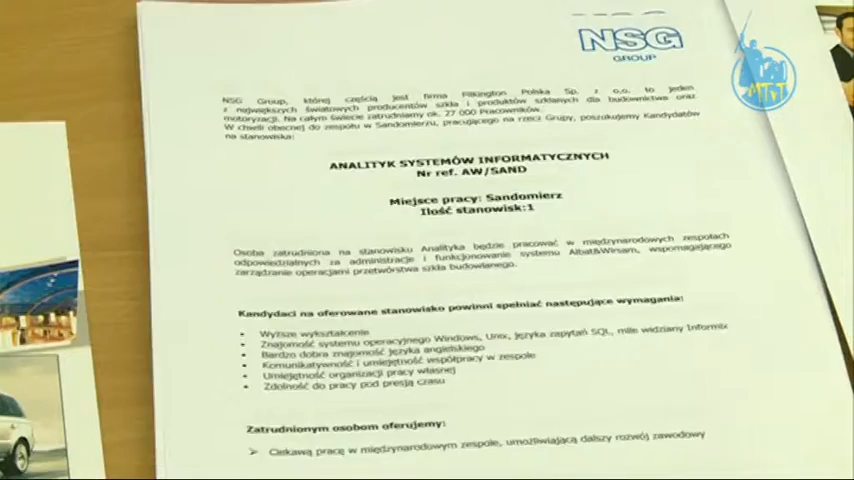 NSG
GROUP
MTvT
NSG Group, której częścią jest firma Pilkington Polska Sp. z o.o. to jeden
z największych światowych producentów szkła i produktów szklanych dla budownictwa oraz
motoryzacji. Na całym świecie zatrudniamy ok. 27 000 Pracowników.
W chwili obecnej do zespołu w Sandomierzu, pracującego na rzecz Grupy, poszukujemy Kandydatów
na stanowiska:
ANALITYK SYSTEMÓW INFORMATYCZNYCH
Nr ref. AW/SAND
Miejsce pracy: Sandomierz
Ilość stanowisk:1
Osoba zatrudniona na stanowisku Analityka będzie pracować w międzynarodowych zespołach
odpowiedzialnych za administracje i funkcjonowanie systemu Albat&Wirsam, wspomagającego
zarządzanie operacjami przetwórstwa szkła budowlanego.
Kandydaci na oferowane stanowisko powinni spełniać następujące wymagania:
• Wyższe wykształcenie
• Znajomość systemu operacyjnego Windows, Unix, języka zapytań SQL, mile widziany Informix
• Bardzo dobra znajomość języka angielskiego
• Komunikatywność i umiejętność współpracy w zespole
• Umiejętność organizacji pracy własnej
• Zdolność do pracy pod presją czasu
Zatrudnionym osobom oferujemy:
➢ Ciekawą pracę w międzynarodowym zespole, umożliwiającą dalszy rozwój zawodowy